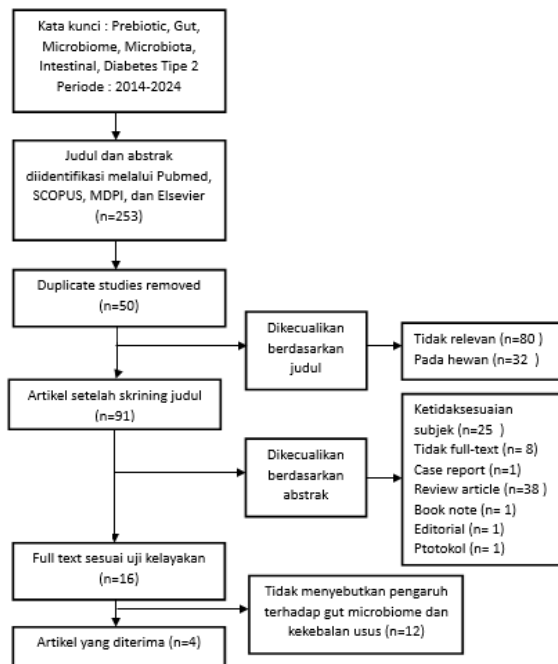 Kata kunci : Prebiotic, Gut,
Microbiome, Microbiota,
Intestinal, Diabetes Tipe 2
Periode : 2014-2024
Judul dan abstrak
diidentifikasi melalui Pubmed,
SCOPUS, MDPI, dan Elsevier
(n=253)
Duplicate studies removed
(n=50)
Dikecualikan
berdasarkan
judul
Tidak relevan (n=80 )
Pada hewan (n=32 )
Artikel setelah skrining judul
(n=91)
Dikecualikan
berdasarkan
abstrak
Ketidaksesuaian
subjek (n=25 )
Tidak full-text (n= 8)
Case report (n=1)
Review article (n=38 )
Book note (n= 1)
Editorial (n= 1)
Ptotokol (n= 1)
Full text sesuai uji kelayakan
(n=16)
Tidak menyebutkan pengaruh
terhadap gut microbiome dan
kekebalan usus (n=12)
Artikel yang diterima (n=4)